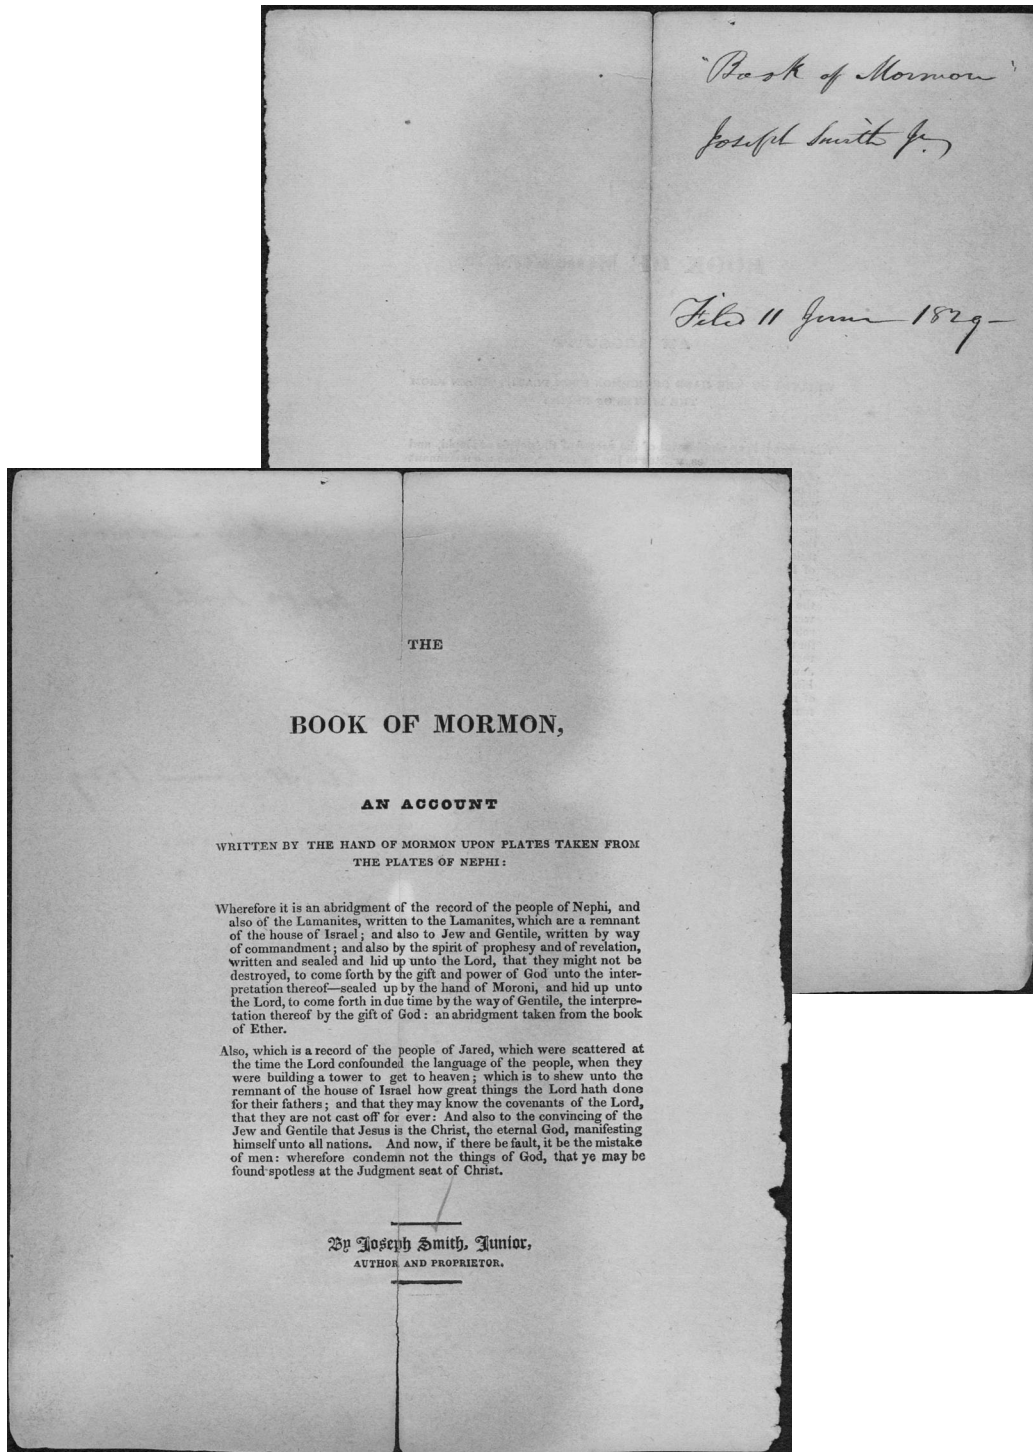 "Book of Mormon"
Joseph Smith Jr.
Filed 11 June 1829—
THE
BOOK OF MORMON,
AN ACCOUNT
WRITTEN BY THE HAND OF MORMON UPON PLATES TAKEN FROM
THE PLATES OF NEPHI:
Wherefore it is an abridgment of the record of the people of Nephi, and
also of the Lamanites, written to the Lamanites, which are a remnant
of the house of Israel; and also to Jew and Gentile, written by way
of commandment; and also by the spirit of prophesy and of revelation,
written and sealed and hid up unto the Lord, that they might not be
destroyed, to come forth by the gift and power of God unto the inter-
pretation thereof—sealed up by the hand of Moroni, and hid up unto
the Lord, to come forth in due time by the way of Gentile, the interpre-
tation thereof by the gift of God: an abridgment taken from the book
of Ether.
Also, which is a record of the people of Jared, which were scattered at
the time the Lord confounded the language of the people, when they
were building a tower to get to heaven; which is to shew unto the
remnant of the house of Israel how great things the Lord hath done
for their fathers; and that they may know the covenants of the Lord,
that they are not cast off for ever: And also to the convincing of the
Jew and Gentile that Jesus is the Christ, the eternal God, manifesting
himself unto all nations. And now, if there be fault, it be the mistake
of men: wherefore condemn not the things of God, that ye may be
found spotless at the Judgment seat of Christ.
By Joseph Smith, Junior,
AUTHOR AND PROPRIETOR.